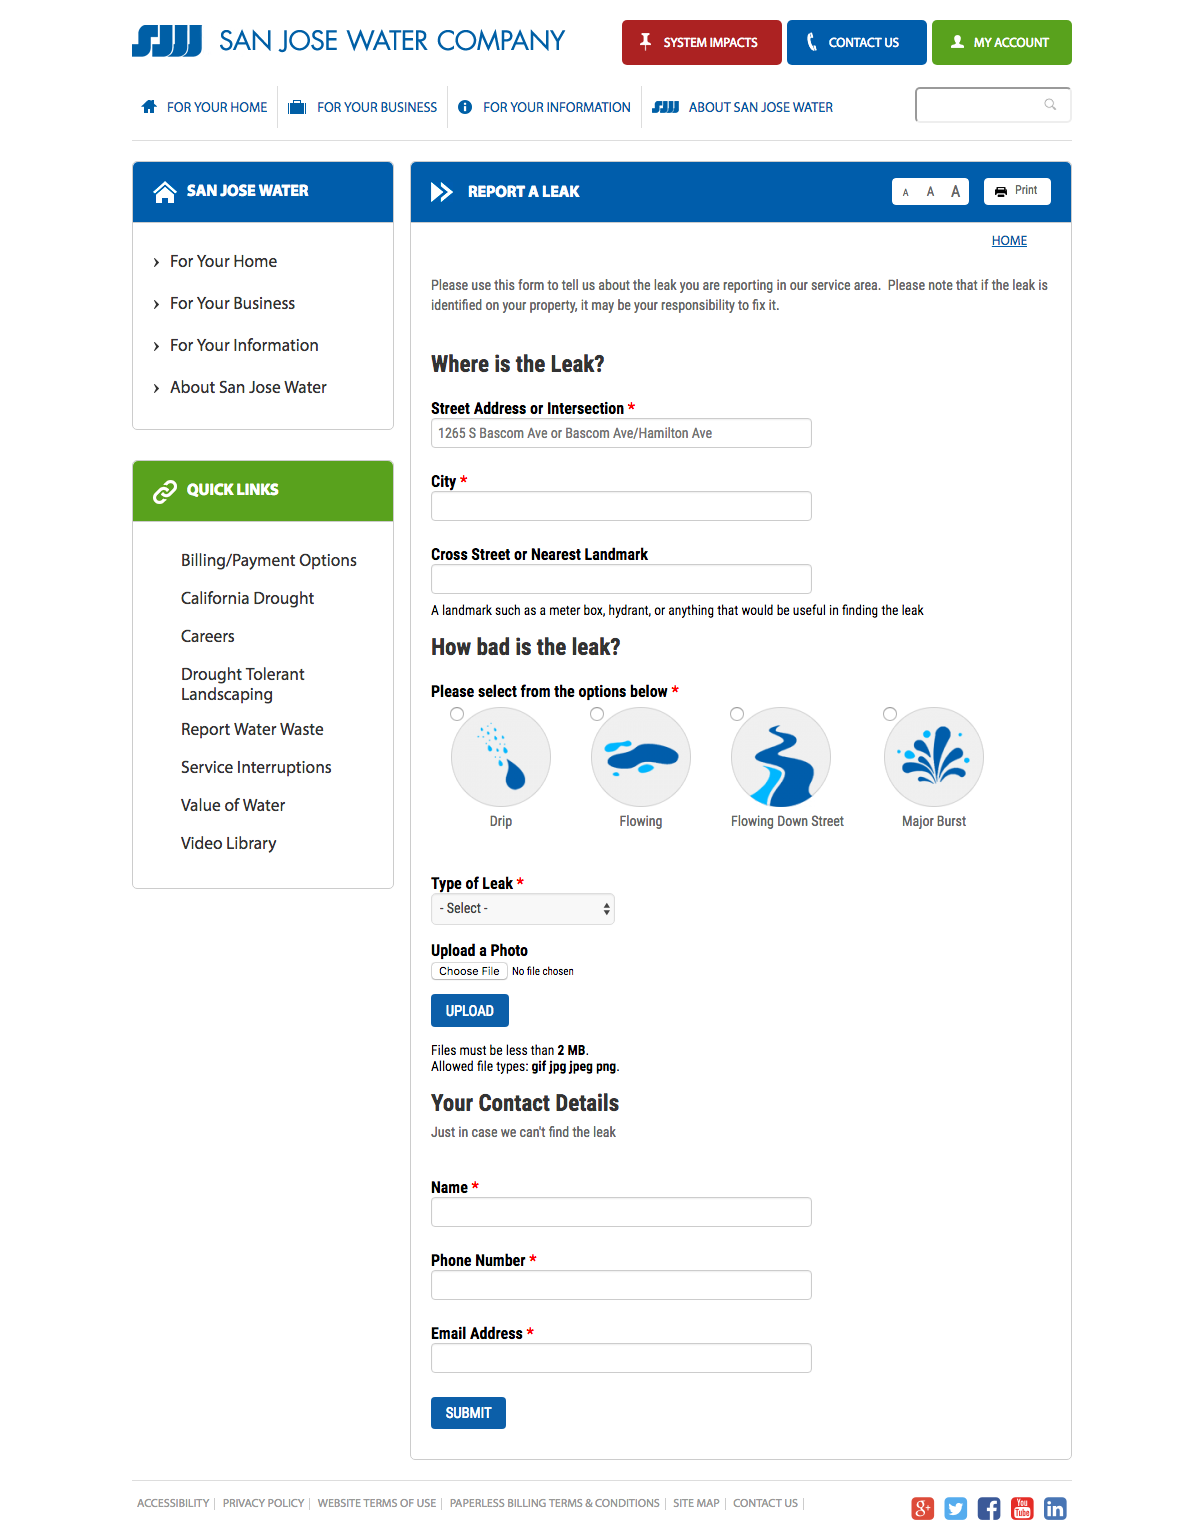 SAN JOSE WATER COMPANY
SYSTEM IMPACTS
CONTACT US
MY ACCOUNT
FOR YOUR HOME
FOR YOUR BUSINESS
FOR YOUR INFORMATION
ABOUT SAN JOSE WATER
SAN JOSE WATER
For Your Home
For Your Business
For Your Information
About San Jose Water
QUICK LINKS
Billing/Payment Options
California Drought
Careers
Drought Tolerant
Landscaping
Report Water Waste
Service Interruptions
Value of Water
Video Library
REPORT A LEAK
A A A
Print
HOME
Please use this form to tell us about the leak you are reporting in our service area. Please note that if the leak is
identified on your property, it may be your responsibility to fix it.
Where is the Leak?
Street Address or Intersection *
1265 S Bascom Ave or Bascom Ave/Hamilton Ave
City *
Cross Street or Nearest Landmark
A landmark such as a meter box, hydrant, or anything that would be useful in finding the leak
How bad is the leak?
Please select from the options below *
Drip
Flowing
Flowing Down Street
Major Burst
Type of Leak *
- Select -
Upload a Photo
Choose File No file chosen
UPLOAD
Files must be less than 2 MB.
Allowed file types: gif jpg jpeg png.
Your Contact Details
Just in case we can't find the leak
Name *
Phone Number *
Email Address *
SUBMIT
ACCESSIBILITY | PRIVACY POLICY | WEBSITE TERMS OF USE | PAPERLESS BILLING TERMS & CONDITIONS | SITE MAP | CONTACT US |
g+ f You Tube in